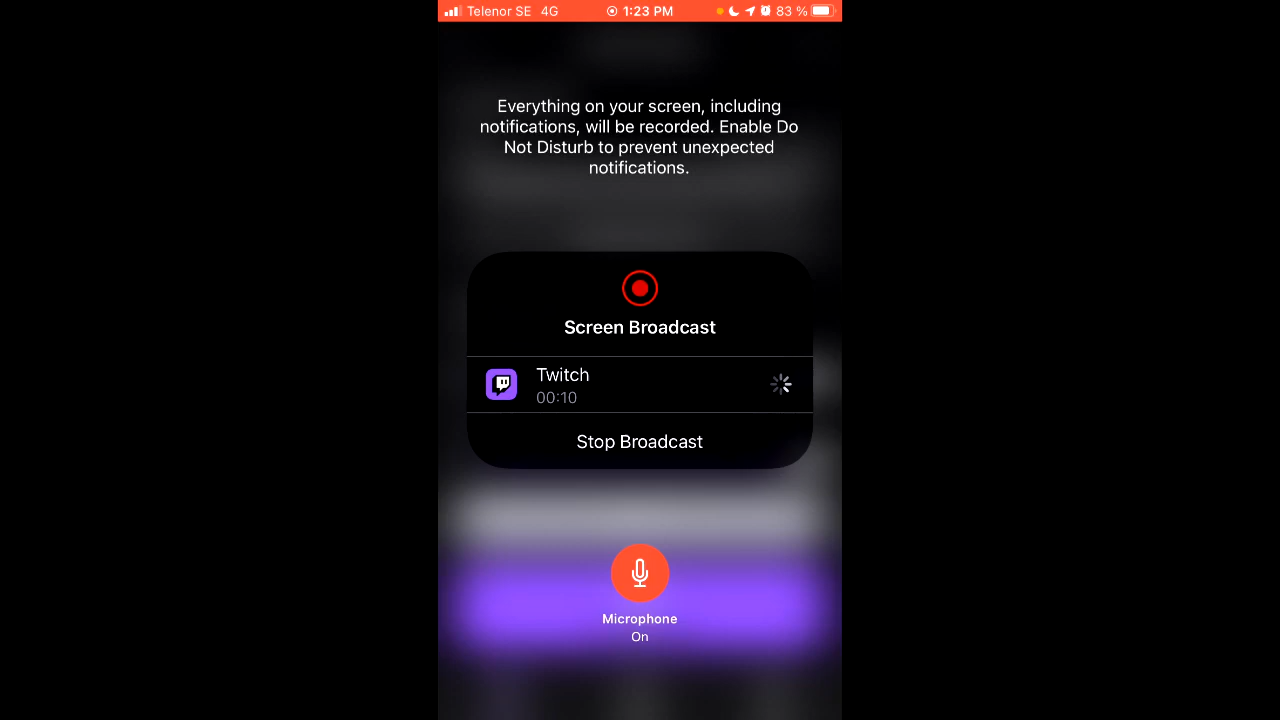 Telenor SE 4G 1:23 PM 83 %
Everything on your screen, including
notifications, will be recorded. Enable Do
Not Disturb to prevent unexpected
notifications.
Screen Broadcast
Twitch
00:10
Stop Broadcast
Microphone
On